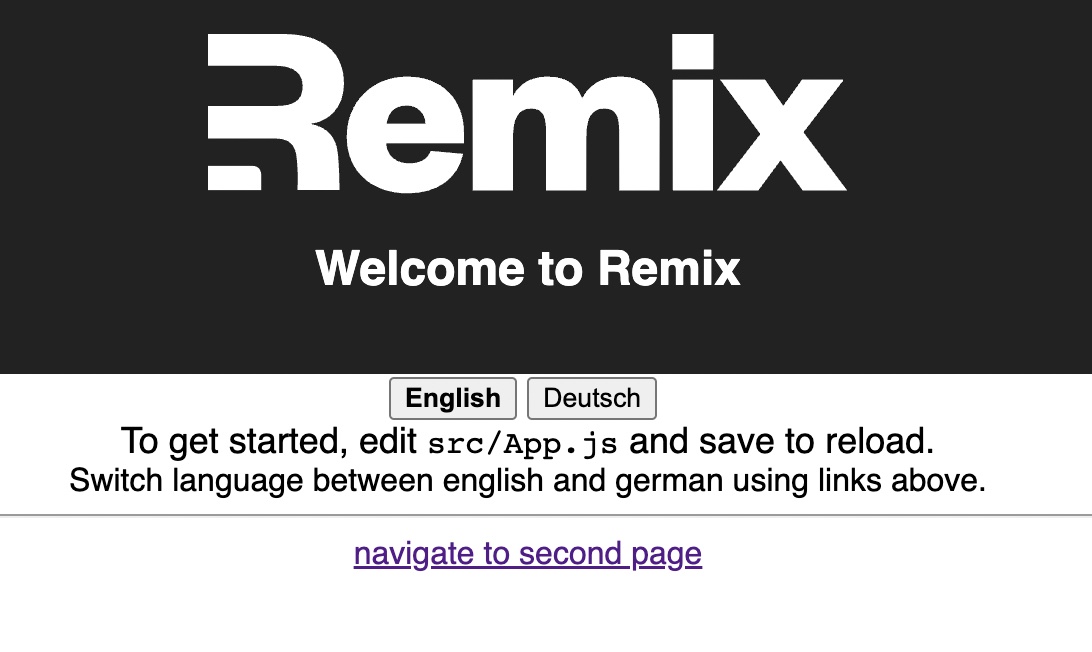 Remix
Welcome to Remix
English Deutsch
To get started, edit src/App.js and save to reload.
Switch language between english and german using links above.
navigate to second page